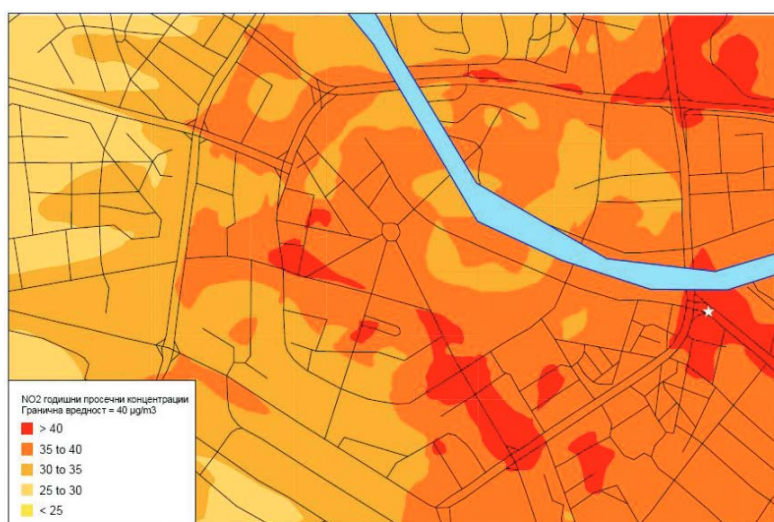 NO2 годишни просечни концентрации
Гранична вредност = 40 µg/m3
> 40
35 to 40
30 to 35
25 to 30
< 25